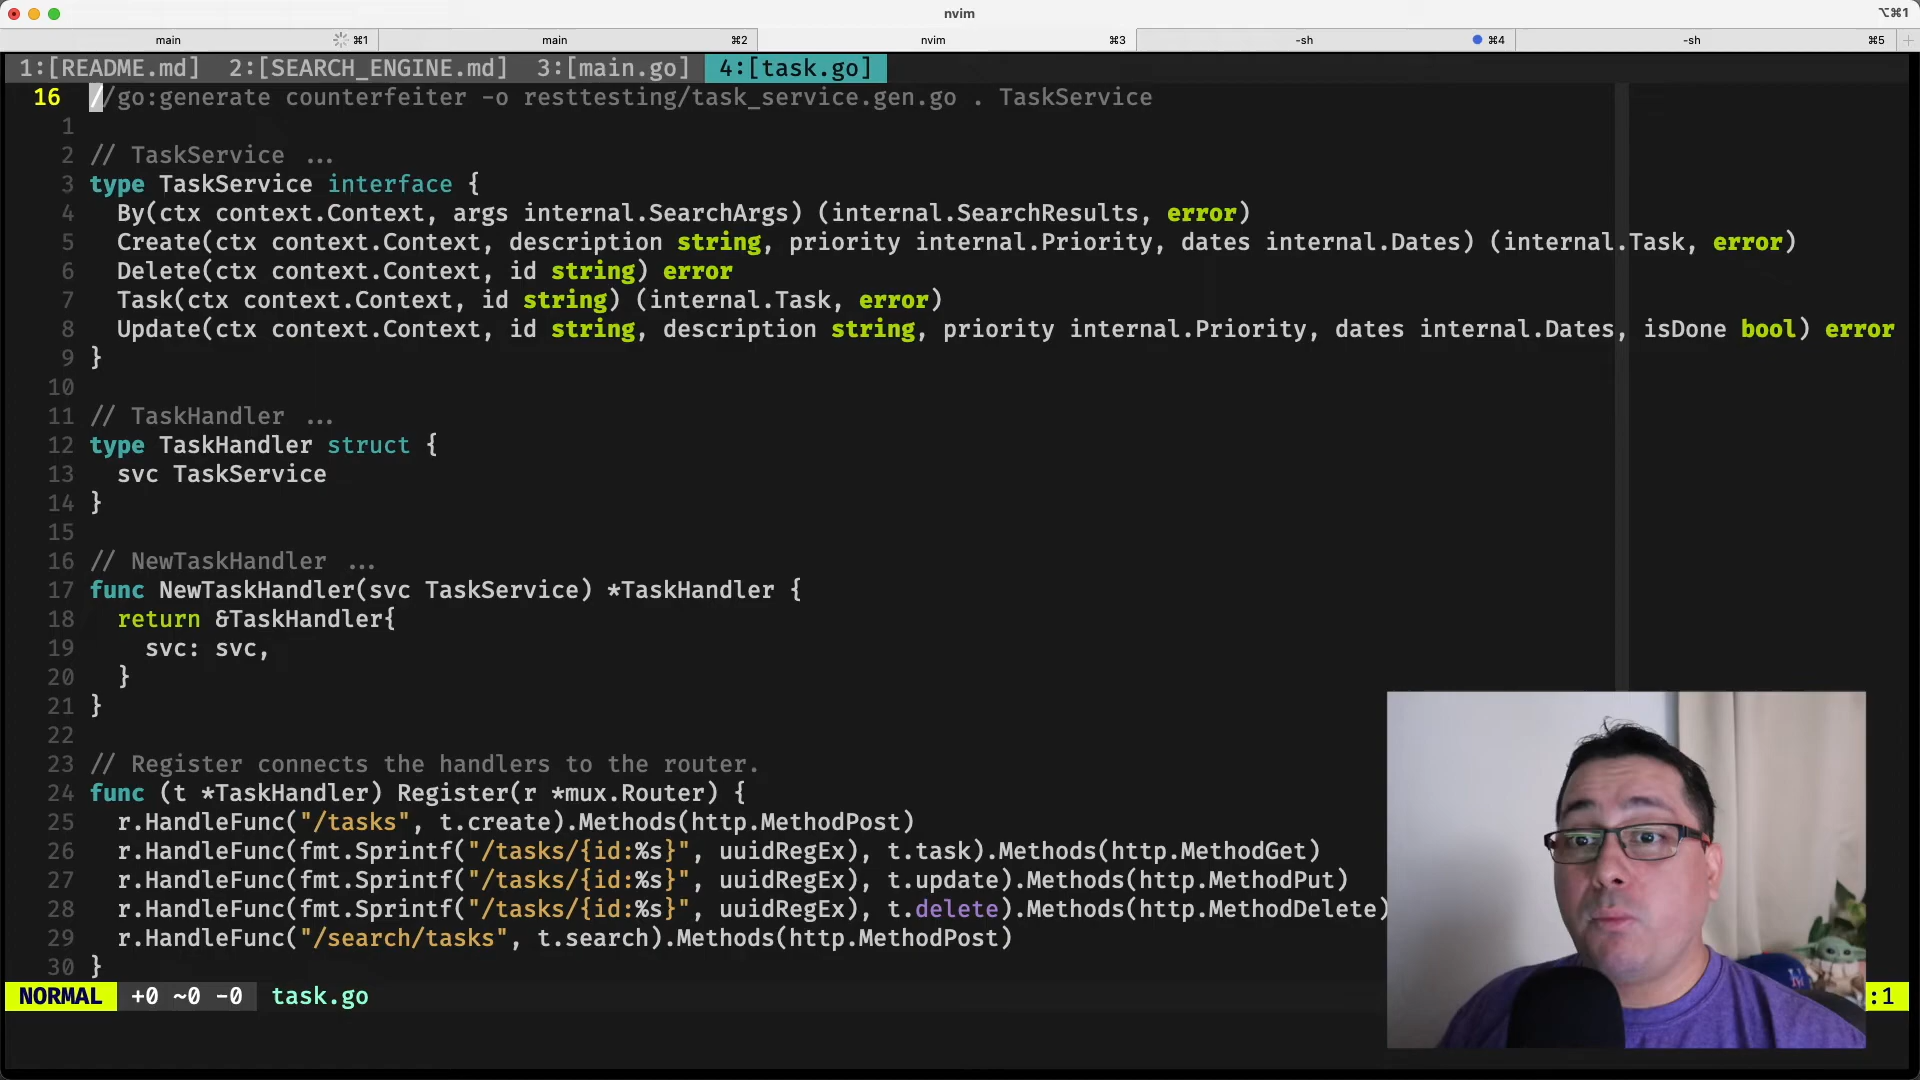 nvim
⌥⌘1
main ⌘1 main ⌘2 nvim ⌘3 -sh ⌘4 -sh ⌘5
1:[README.md] 2:[SEARCH_ENGINE.md] 3:[main.go] 4:[task.go]
16 //go:generate counterfeiter -o resttesting/task_service.gen.go . TaskService
1
2 // TaskService ...
3 type TaskService interface {
4 By(ctx context.Context, args internal.SearchArgs) (internal.SearchResults, error)
5 Create(ctx context.Context, description string, priority internal.Priority, dates internal.Dates) (internal.Task, error)
6 Delete(ctx context.Context, id string) error
7 Task(ctx context.Context, id string) (internal.Task, error)
8 Update(ctx context.Context, id string, description string, priority internal.Priority, dates internal.Dates, isDone bool) error
9 }
10
11 // TaskHandler ...
12 type TaskHandler struct {
13 svc TaskService
14 }
15
16 // NewTaskHandler ...
17 func NewTaskHandler(svc TaskService) *TaskHandler {
18 return &TaskHandler{
19 svc: svc,
20 }
21 }
22
23 // Register connects the handlers to the router.
24 func (t *TaskHandler) Register(r *mux.Router) {
25 r.HandleFunc("/tasks", t.create).Methods(http.MethodPost)
26 r.HandleFunc(fmt.Sprintf("/tasks/{id:%s}", uuidRegEx), t.task).Methods(http.MethodGet)
27 r.HandleFunc(fmt.Sprintf("/tasks/{id:%s}", uuidRegEx), t.update).Methods(http.MethodPut)
28 r.HandleFunc(fmt.Sprintf("/tasks/{id:%s}", uuidRegEx), t.delete).Methods(http.MethodDelete)
29 r.HandleFunc("/search/tasks", t.search).Methods(http.MethodPost)
30 }
NORMAL +0 ~0 -0 task.go :1